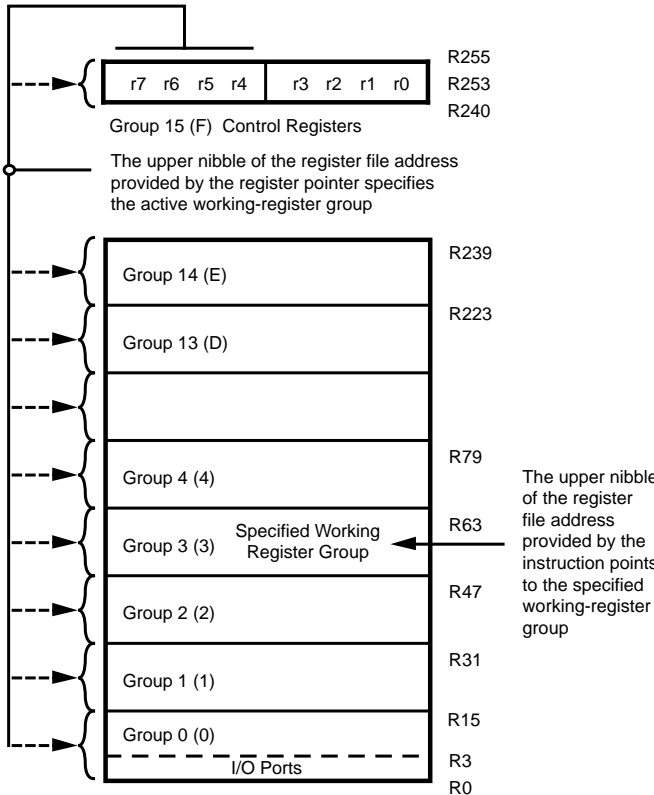 R255
r7 r6 r5 r4 r3 r2 r1 r0 R253
R240
Group 15 (F) Control Registers
The upper nibble of the register file address
provided by the register pointer specifies
the active working-register group
R239
Group 14 (E)
R223
Group 13 (D)
R79
Group 4 (4)
R63
Group 3 (3)
Specified Working
Register Group
The upper nibble
of the register
file address
provided by the
instruction points
to the specified
working-register
group
R47
Group 2 (2)
R31
Group 1 (1)
R15
Group 0 (0)
R3
I/O Ports
R0